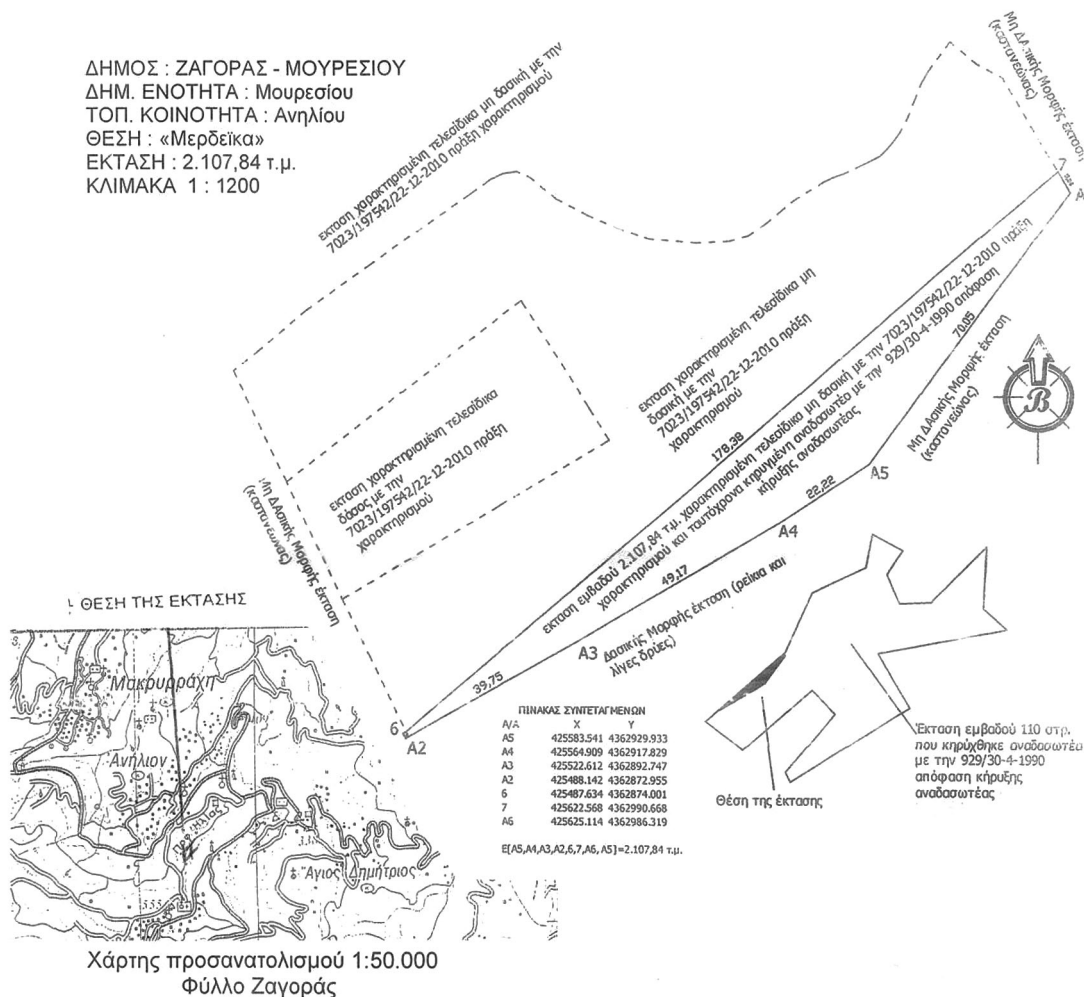 ΔΗΜΟΣ : ΖΑΓΟΡΑΣ - ΜΟΥΡΕΣΙΟΥ
ΔΗΜ. ΕΝΟΤΗΤΑ : Μουρεσίου
ΤΟΠ. ΚΟΙΝΟΤΗΤΑ : Ανηλίου
ΘΕΣΗ : «Μερδεϊκα»
ΕΚΤΑΣΗ : 2.107,84 τ.μ.
ΚΛΙΜΑΚΑ 1 : 1200
εκταση χαρακτηρισμένη τελεσίδικα μη δασική με την
7023/197542/22-12-2010 πράξη χαρακτηρισμού
Μη ΔΑσικής Μορφής έκταση
(καστανεώνας)
7
εκταση χαρακτηρισμένη τελεσίδικα μη
δασική με την
7023/197542/22-12-2010 πράξη
χαρακτηρισμού
εκταση χαρακτηρισμένη τελεσίδικα
δάσος με την
7023/197542/22-12-2010 πράξη
χαρακτηρισμού
Μη ΔΑσικής Μορφής έκταση
(καστανεώνας)
178,38
εκταση εμβαδού 2.107,84 τ.μ. χαρακτηρισμένη τελεσίδικα μη δασική με την 7023/197542/22-12-2010 πράξη
χαρακτηρισμού και ταυτόχρονα κηρυγμένη αναδασωτέα με την 929/30-4-1990 απόφαση
κήρυξης αναδασωτέας
70,05
Μη ΔΑσικής Μορφής έκταση
(καστανεώνας)
Β
A5
22,22
A4
49,17
A3
Δασικής Μορφής έκταση (ρείκια και
λίγες δρύες)
39,75
6
A2
ΘΕΣΗ ΤΗΣ ΕΚΤΑΣΗΣ
Μακρυρράχη
Ανήλιον
Άγιος Δημήτριος
555
Χάρτης προσανατολισμού 1:50.000
Φύλλο Ζαγοράς
ΠΙΝΑΚΑΣ ΣΥΝΤΕΤΑΓΜΕΝΩΝ
Α/Α X Y
A5 425583.541 4362929.933
A4 425564.909 4362917.829
A3 425522.612 4362892.747
A2 425488.142 4362872.955
6 425487.634 4362874.001
7 425622.568 4362990.668
A6 425625.114 4362986.319
Ε[Α5,Α4,Α3,Α2,6,7,Α6, Α5]=2.107,84 τ.μ.
Θέση της έκτασης
Έκταση εμβαδού 110 στρ.
που κηρύχθηκε αναδασωτέα
με την 929/30-4-1990
απόφαση κήρυξης
αναδασωτέας